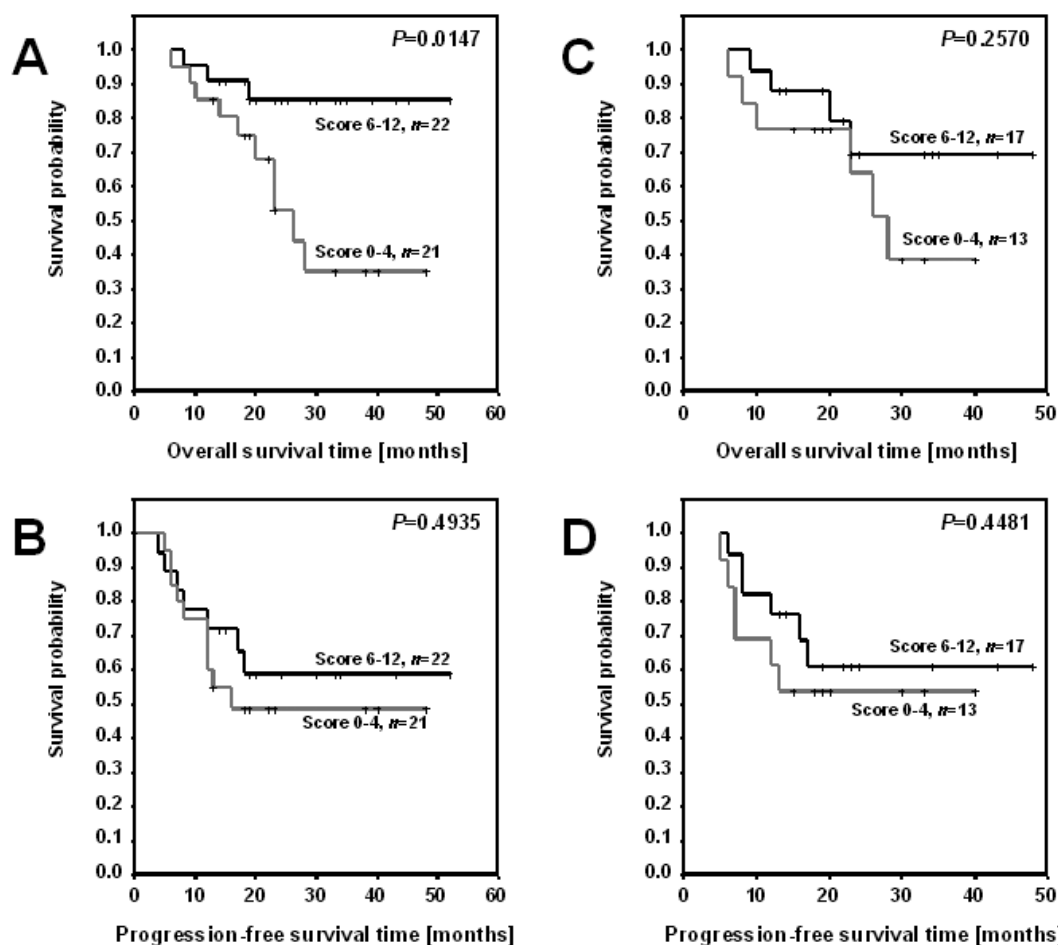 A
P=0.0147
1.0
0.9
0.8
0.7
0.6
0.5
0.4
0.3
0.2
0.1
0.0
Survival probability
Score 6-12, n=22
Score 0-4, n=21
0 10 20 30 40 50 60
Overall survival time [months]
C
P=0.2570
1.0
0.9
0.8
0.7
0.6
0.5
0.4
0.3
0.2
0.1
0.0
Survival probability
Score 6-12, n=17
Score 0-4, n=13
0 10 20 30 40 50
Overall survival time [months]
B
P=0.4935
1.0
0.9
0.8
0.7
0.6
0.5
0.4
0.3
0.2
0.1
0.0
Survival probability
Score 6-12, n=22
Score 0-4, n=21
0 10 20 30 40 50 60
Progression-free survival time [months]
D
P=0.4481
1.0
0.9
0.8
0.7
0.6
0.5
0.4
0.3
0.2
0.1
0.0
Survival probability
Score 6-12, n=17
Score 0-4, n=13
0 10 20 30 40 50
Progression-free survival time [months]